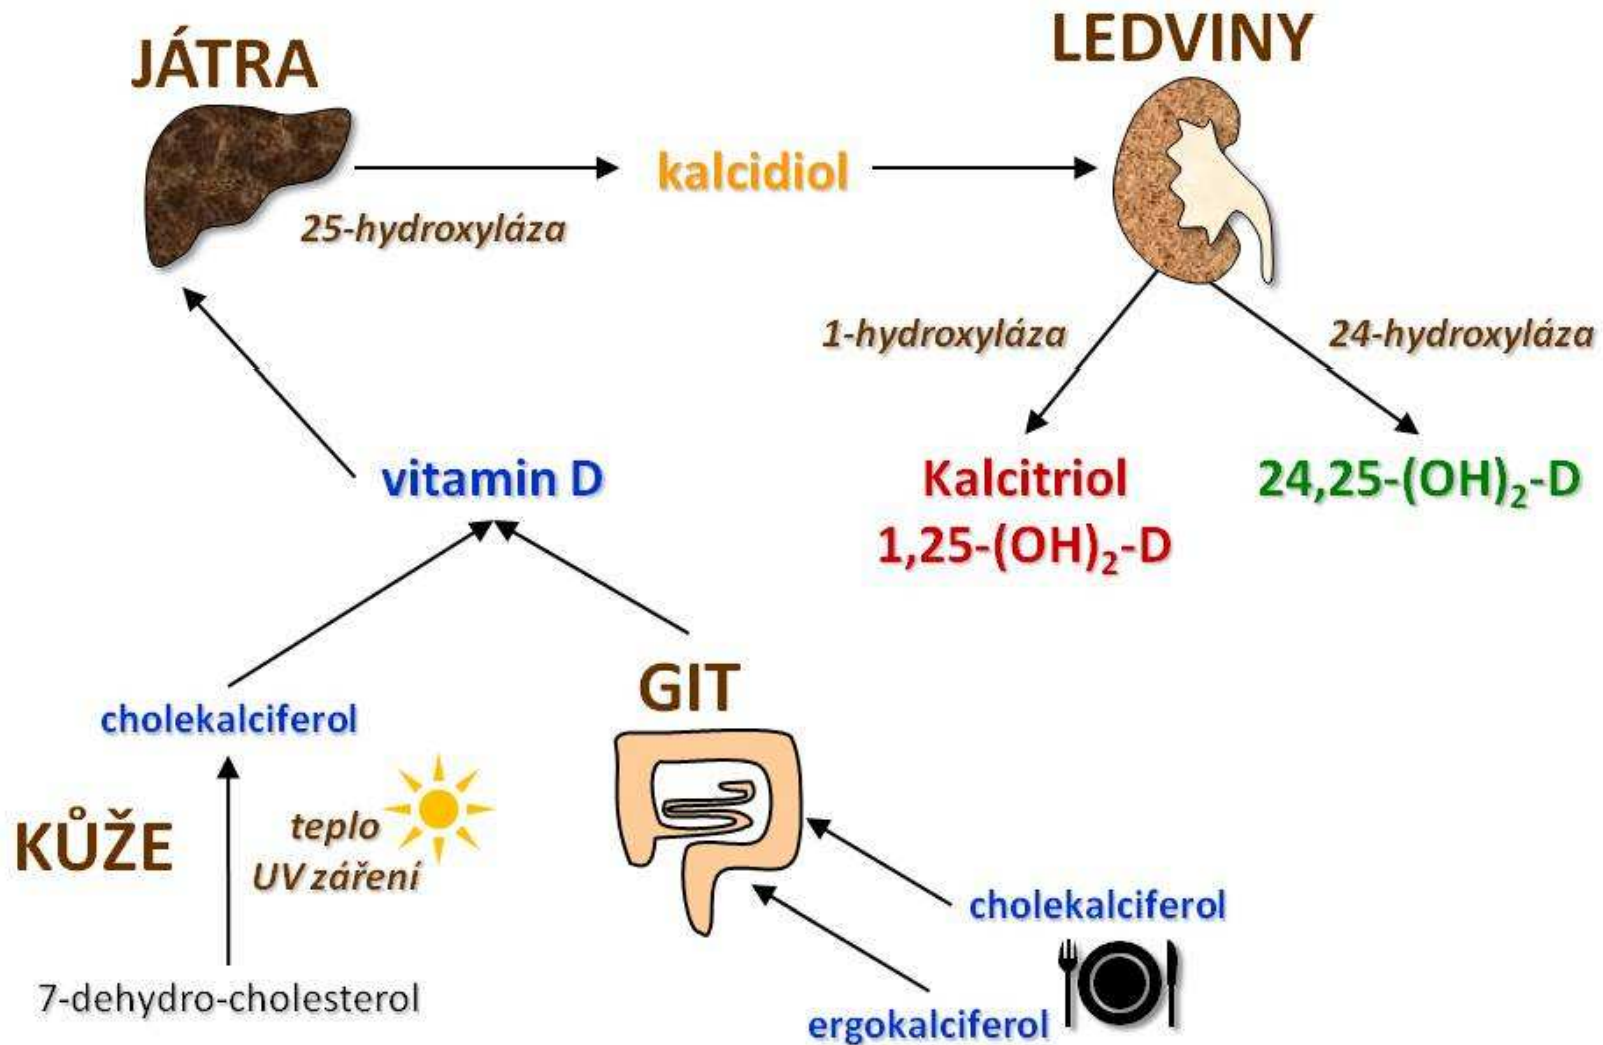 JÁTRA
LEDVINY
kalcidiol
25-hydroxyláza
1-hydroxyláza
24-hydroxyláza
vitamin D
Kalcitriol
1,25-(OH)₂-D
24,25-(OH)₂-D
GIT
cholekalciferol
KŮŽE
teplo
UV záření
cholekalciferol
7-dehydro-cholesterol
ergokalciferol